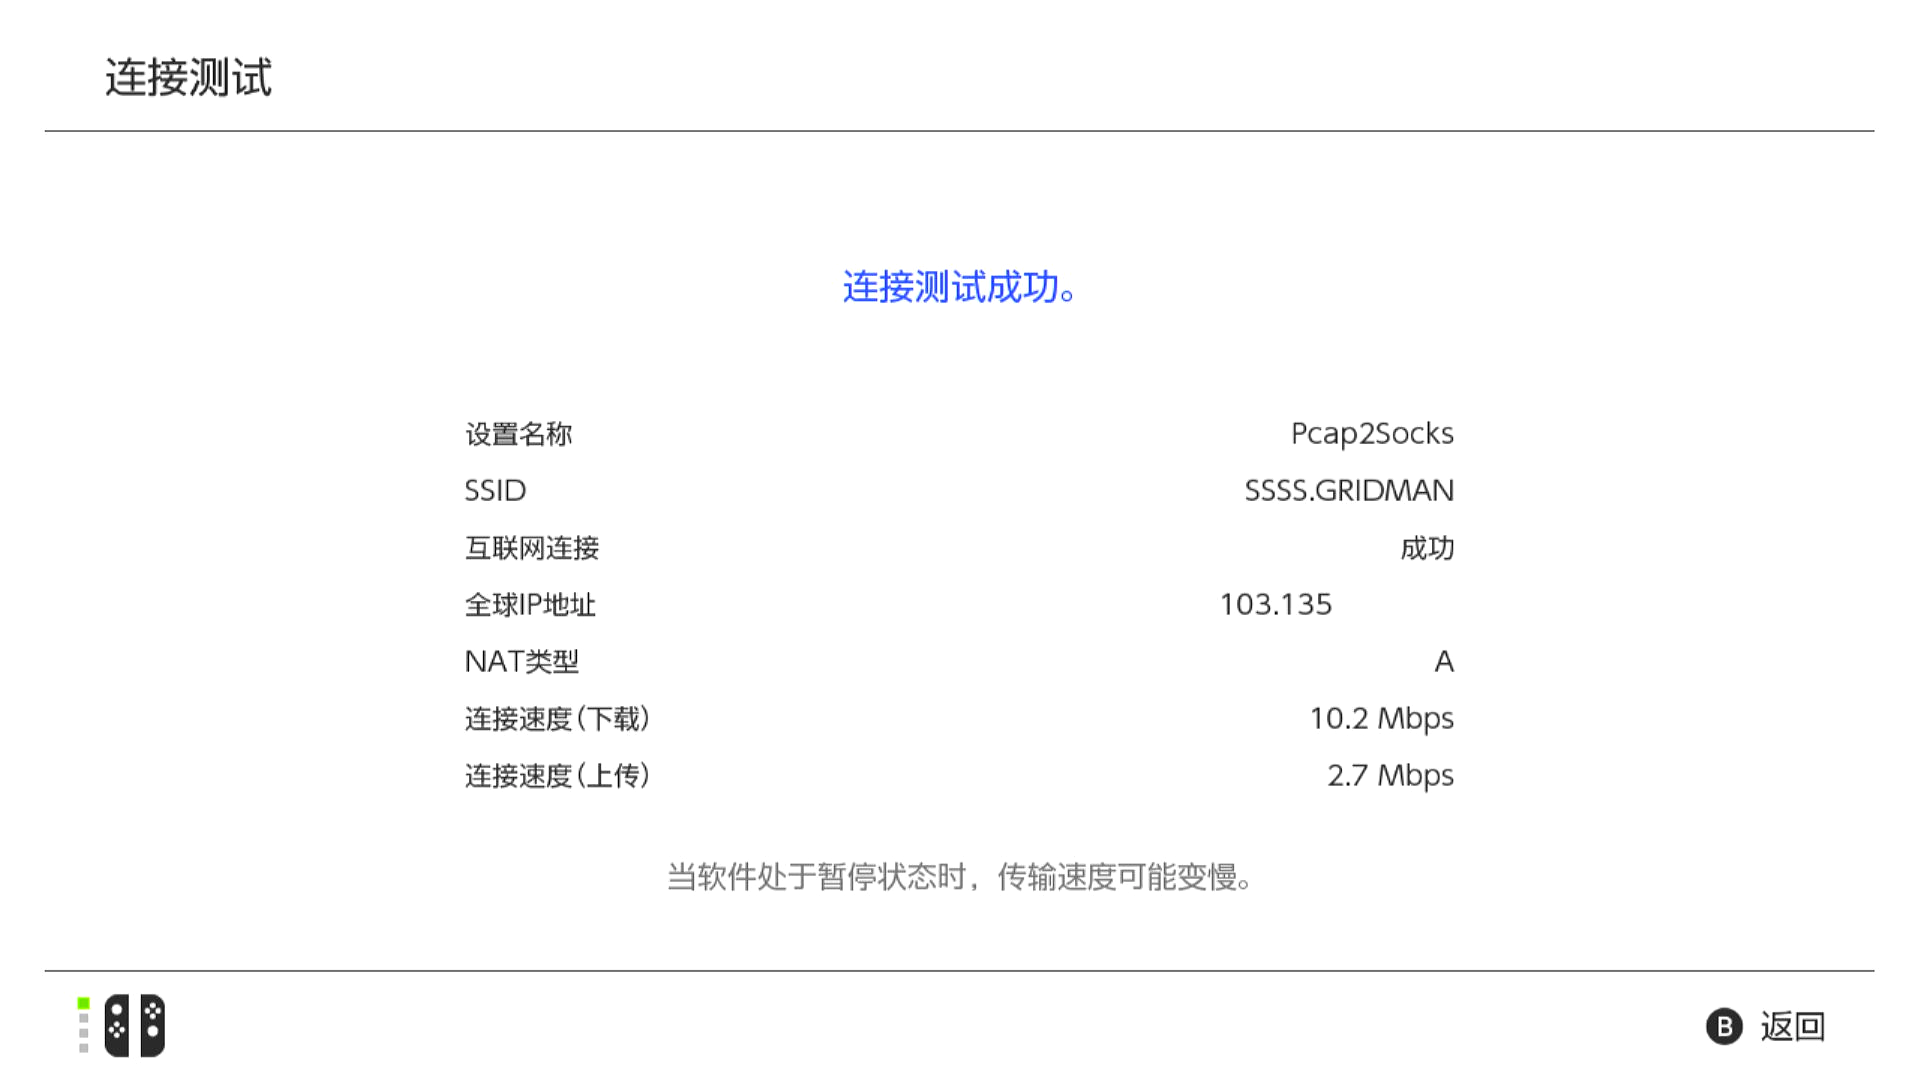 连接测试
连接测试成功。
设置名称 Pcap2Socks
SSID SSSS.GRIDMAN
互联网连接 成功
全球IP地址 103.135
NAT类型 A
连接速度(下载) 10.2 Mbps
连接速度(上传) 2.7 Mbps
当软件处于暂停状态时，传输速度可能变慢。
B 返回